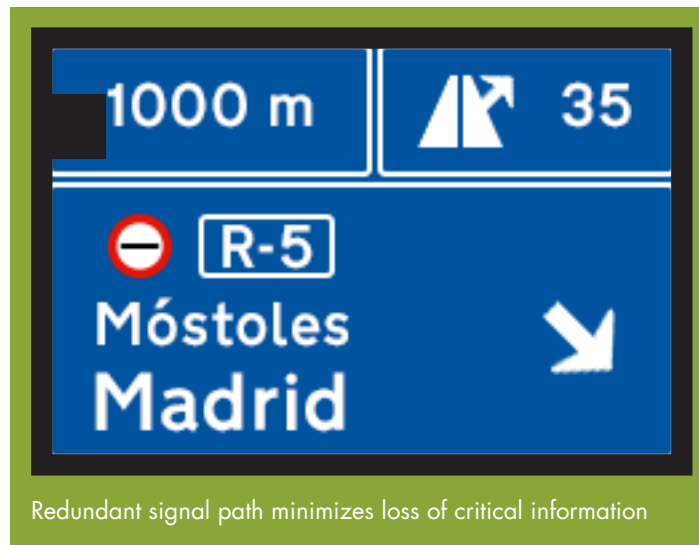 1000 m
35
R-5
Móstoles
Madrid
Redundant signal path minimizes loss of critical information